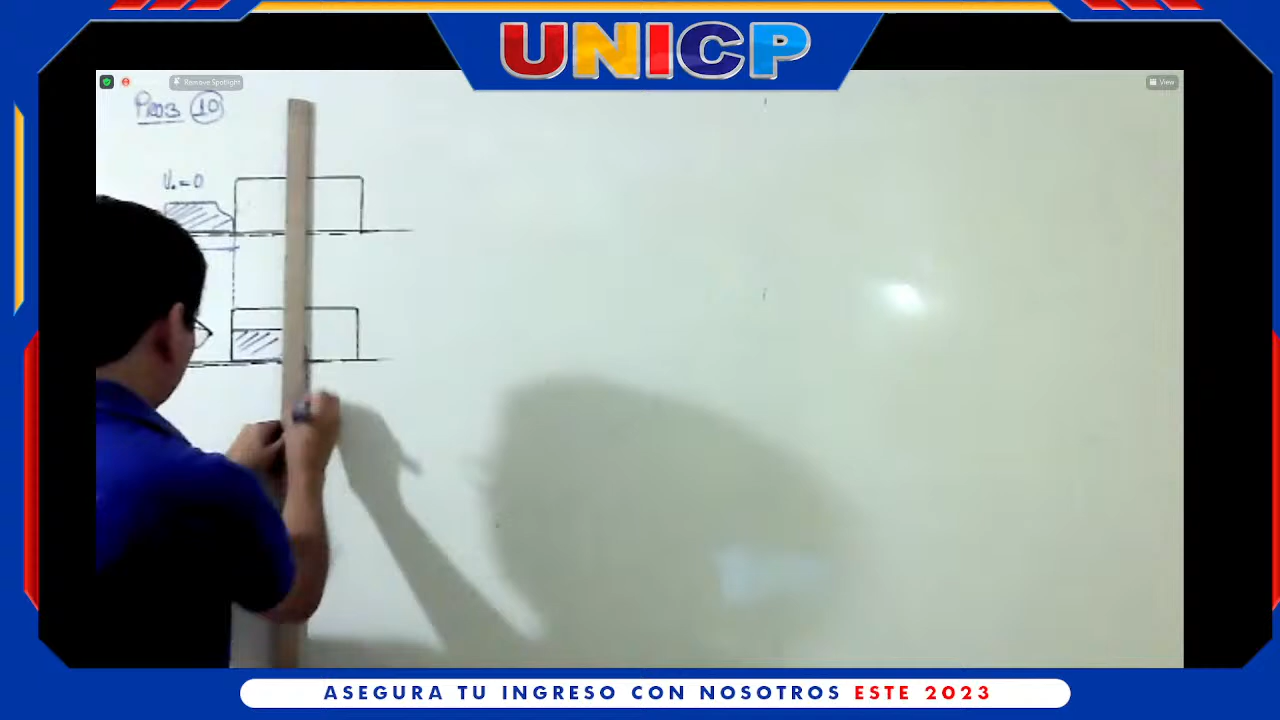 UNICP
Remove Spotlight
View
PROB 10
V₀ = 0
ASEGURA TU INGRESO CON NOSOTROS ESTE 2023